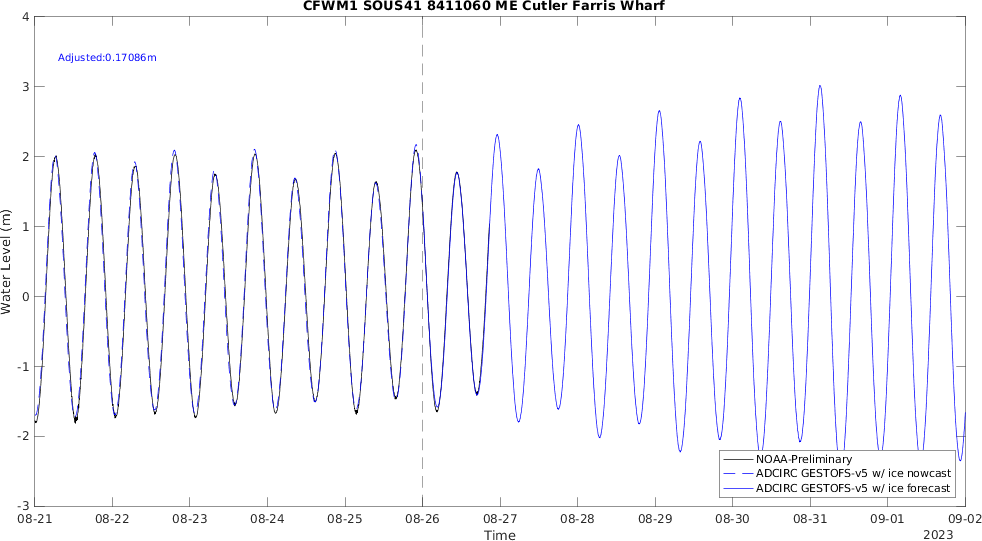 CFWM1 SOUS41 8411060 ME Cutler Farris Wharf
Adjusted:0.17086m
Water Level (m)
4
3
2
1
0
-1
-2
-3
NOAA-Preliminary
ADCIRC GESTOFS-v5 w/ ice nowcast
ADCIRC GESTOFS-v5 w/ ice forecast
08-21 08-22 08-23 08-24 08-25 08-26 08-27 08-28 08-29 08-30 08-31 09-01 09-02
Time
2023